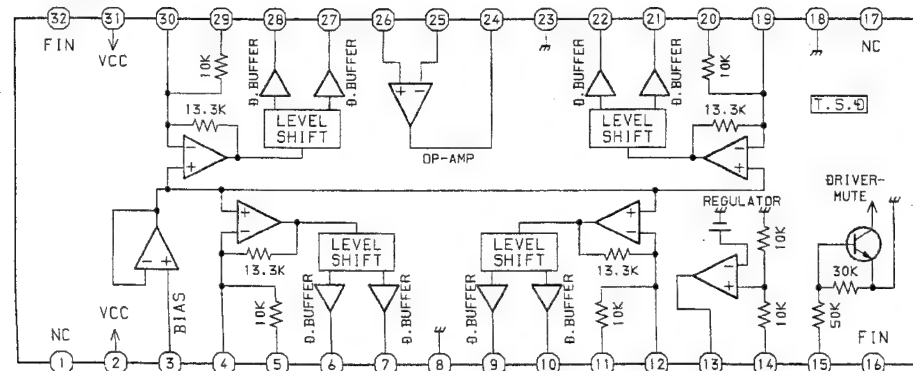 32 31 30 29 28 27 26 25 24 23 22 21 20 19 18 17
FIN
VCC
10K
D.BUFFER
D.BUFFER
D.BUFFER
D.BUFFER
10K
NC
13.3K
LEVEL
SHIFT
+ -
OP-AMP
LEVEL
SHIFT
13.3K
T.S.D
- +
- +
+ -
13.3K
LEVEL
SHIFT
+ -
13.3K
LEVEL
SHIFT
REGULATOR
10K
DRIVER-
MUTE
- +
- +
30K
NC
VCC
BIAS
10K
D.BUFFER
D.BUFFER
D.BUFFER
D.BUFFER
10K
10K
50K
FIN
1 2 3 4 5 6 7 8 9 10 11 12 13 14 15 16